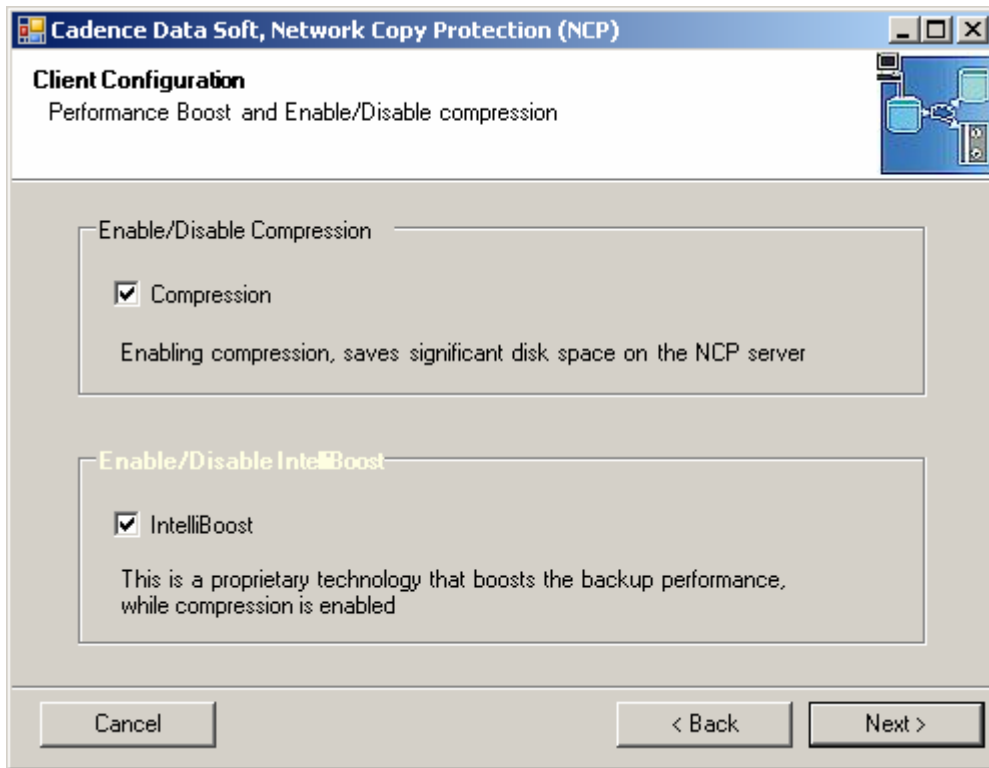 Cadence Data Soft, Network Copy Protection (NCP)
Client Configuration
Performance Boost and Enable/Disable compression
Enable/Disable Compression
Compression
Enabling compression, saves significant disk space on the NCP server
Enable/Disable IntelliBoost
IntelliBoost
This is a proprietary technology that boosts the backup performance,
while compression is enabled
Cancel
< Back
Next >